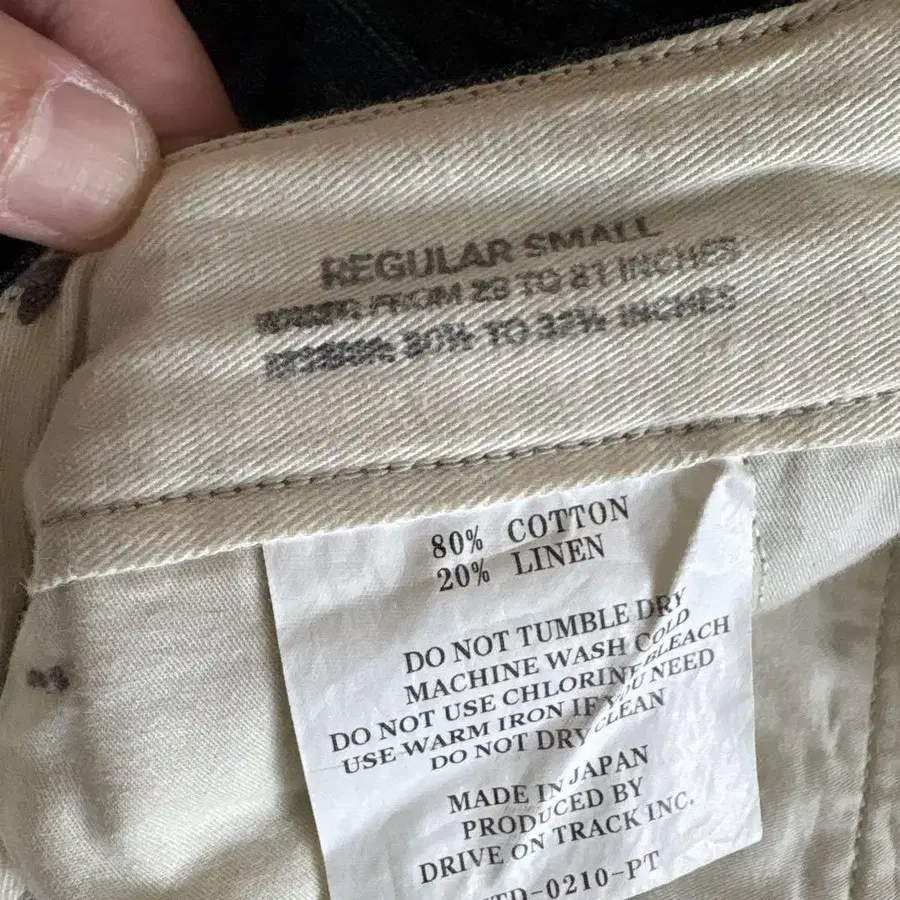 REGULAR SMALL
FROM 29 TO 31 INCHES
30½ TO 32½ INCHES
80% COTTON
20% LINEN
DO NOT TUMBLE DRY
MACHINE WASH COLD
DO NOT USE CHLORINE BLEACH
USE WARM IRON IF YOU NEED
DO NOT DRY CLEAN
MADE IN JAPAN
PRODUCED BY
DRIVE ON TRACK INC.
TD-0210-PT